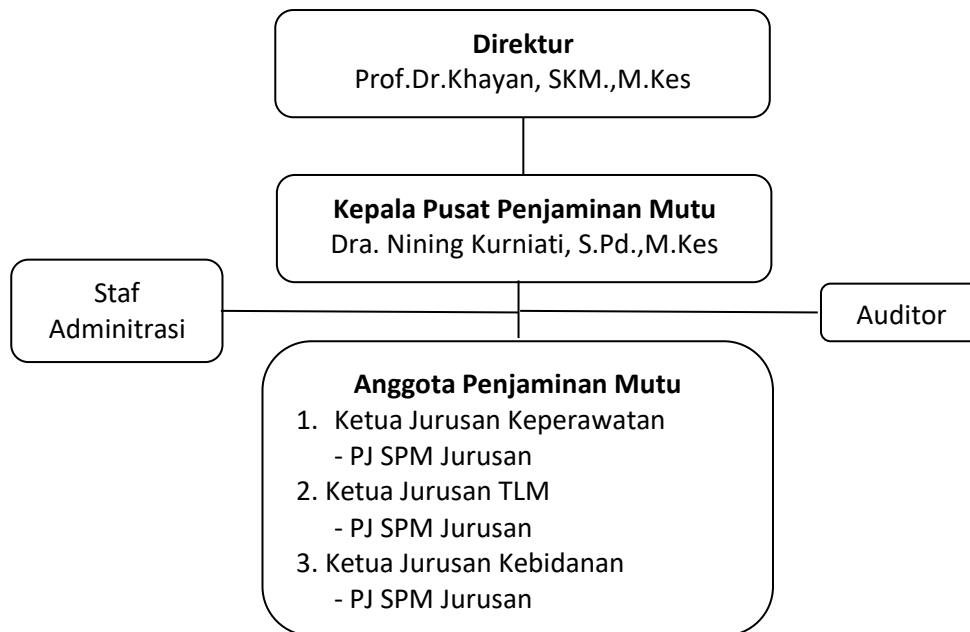 Direktur
Prof.Dr.Khayan, SKM.,M.Kes
Kepala Pusat Penjaminan Mutu
Dra. Nining Kurniati, S.Pd.,M.Kes
Staf
Adminitrasi
Auditor
Anggota Penjaminan Mutu
1. Ketua Jurusan Keperawatan
- PJ SPM Jurusan
2. Ketua Jurusan TLM
- PJ SPM Jurusan
3. Ketua Jurusan Kebidanan
- PJ SPM Jurusan